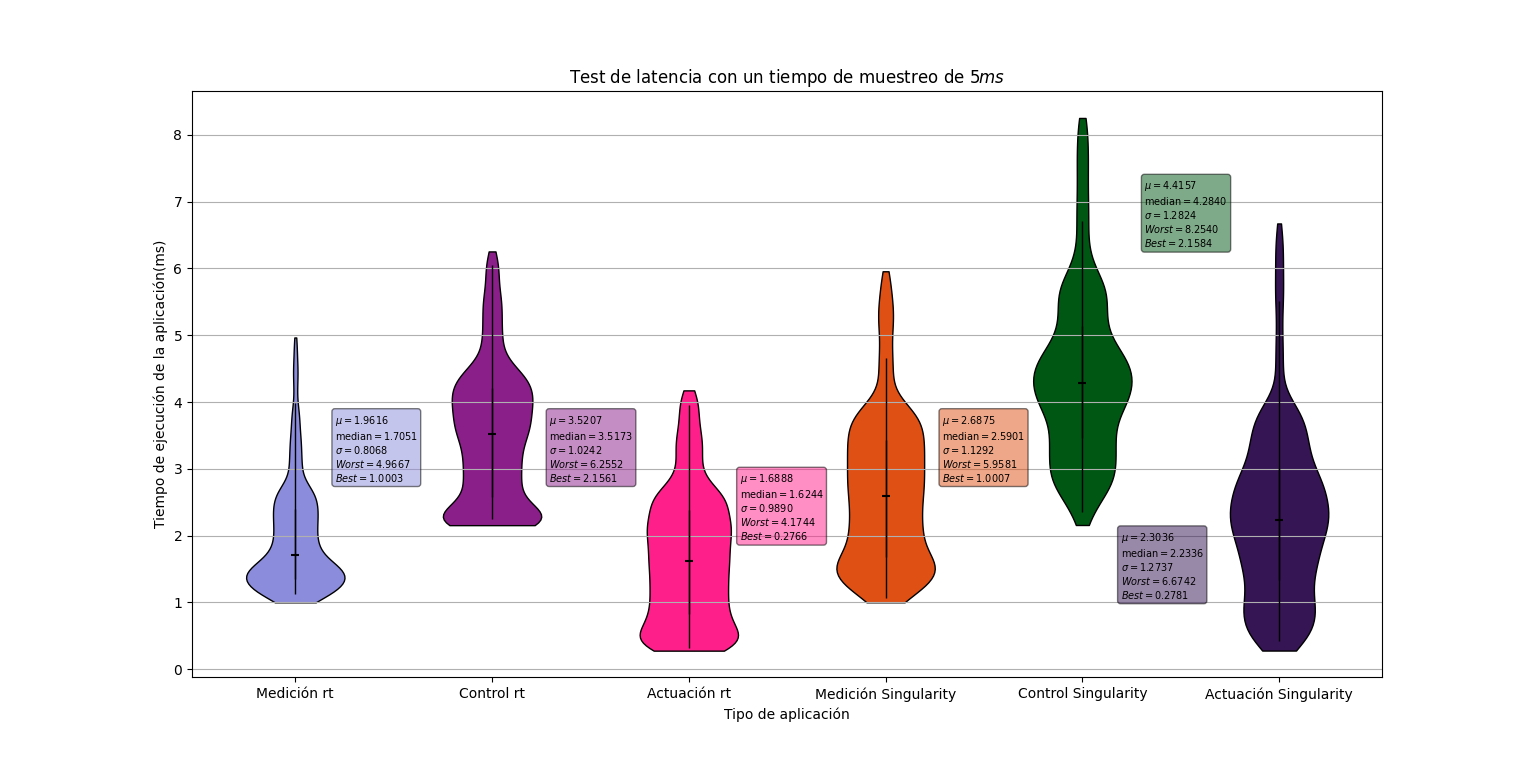 Test de latencia con un tiempo de muestreo de 5ms
Tiempo de ejecución de la aplicación(ms)
8
7
6
5
4
3
2
1
0
μ = 1.9616
median = 1.7051
σ = 0.8068
Worst = 4.9667
Best = 1.0003
μ = 3.5207
median = 3.5173
σ = 1.0242
Worst = 6.2552
Best = 2.1561
μ = 1.6888
median = 1.6244
σ = 0.9890
Worst = 4.1744
Best = 0.2766
μ = 2.6875
median = 2.5901
σ = 1.1292
Worst = 5.9581
Best = 1.0007
μ = 4.4157
median = 4.2840
σ = 1.2824
Worst = 8.2540
Best = 2.1584
μ = 2.3036
median = 2.2336
σ = 1.2737
Worst = 6.6742
Best = 0.2781
Medición rt
Control rt
Actuación rt
Medición Singularity
Control Singularity
Actuación Singularity
Tipo de aplicación